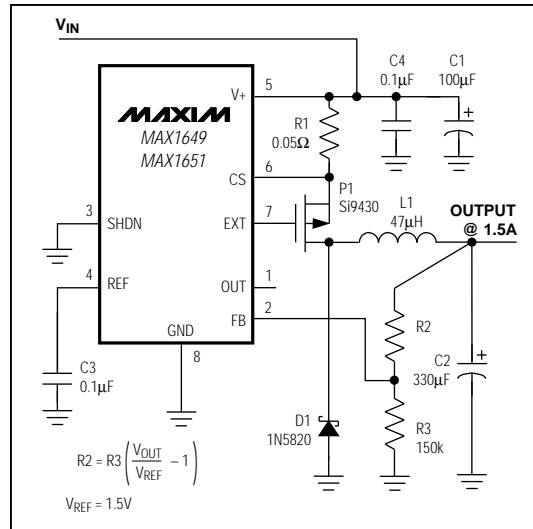 VIN
V+
5
C4
0.1µF
C1
100µF
+
MAXIM
MAX1649
MAX1651
R1
0.05Ω
CS
6
P1
Si9430
L1
47µH
OUTPUT
@ 1.5A
3
SHDN
EXT
7
4
REF
OUT
1
FB
2
GND
8
R2
C2
330µF
+
C3
0.1µF
D1
1N5820
R3
150k
R2 = R3 (VOUT/VREF – 1)
VREF = 1.5V